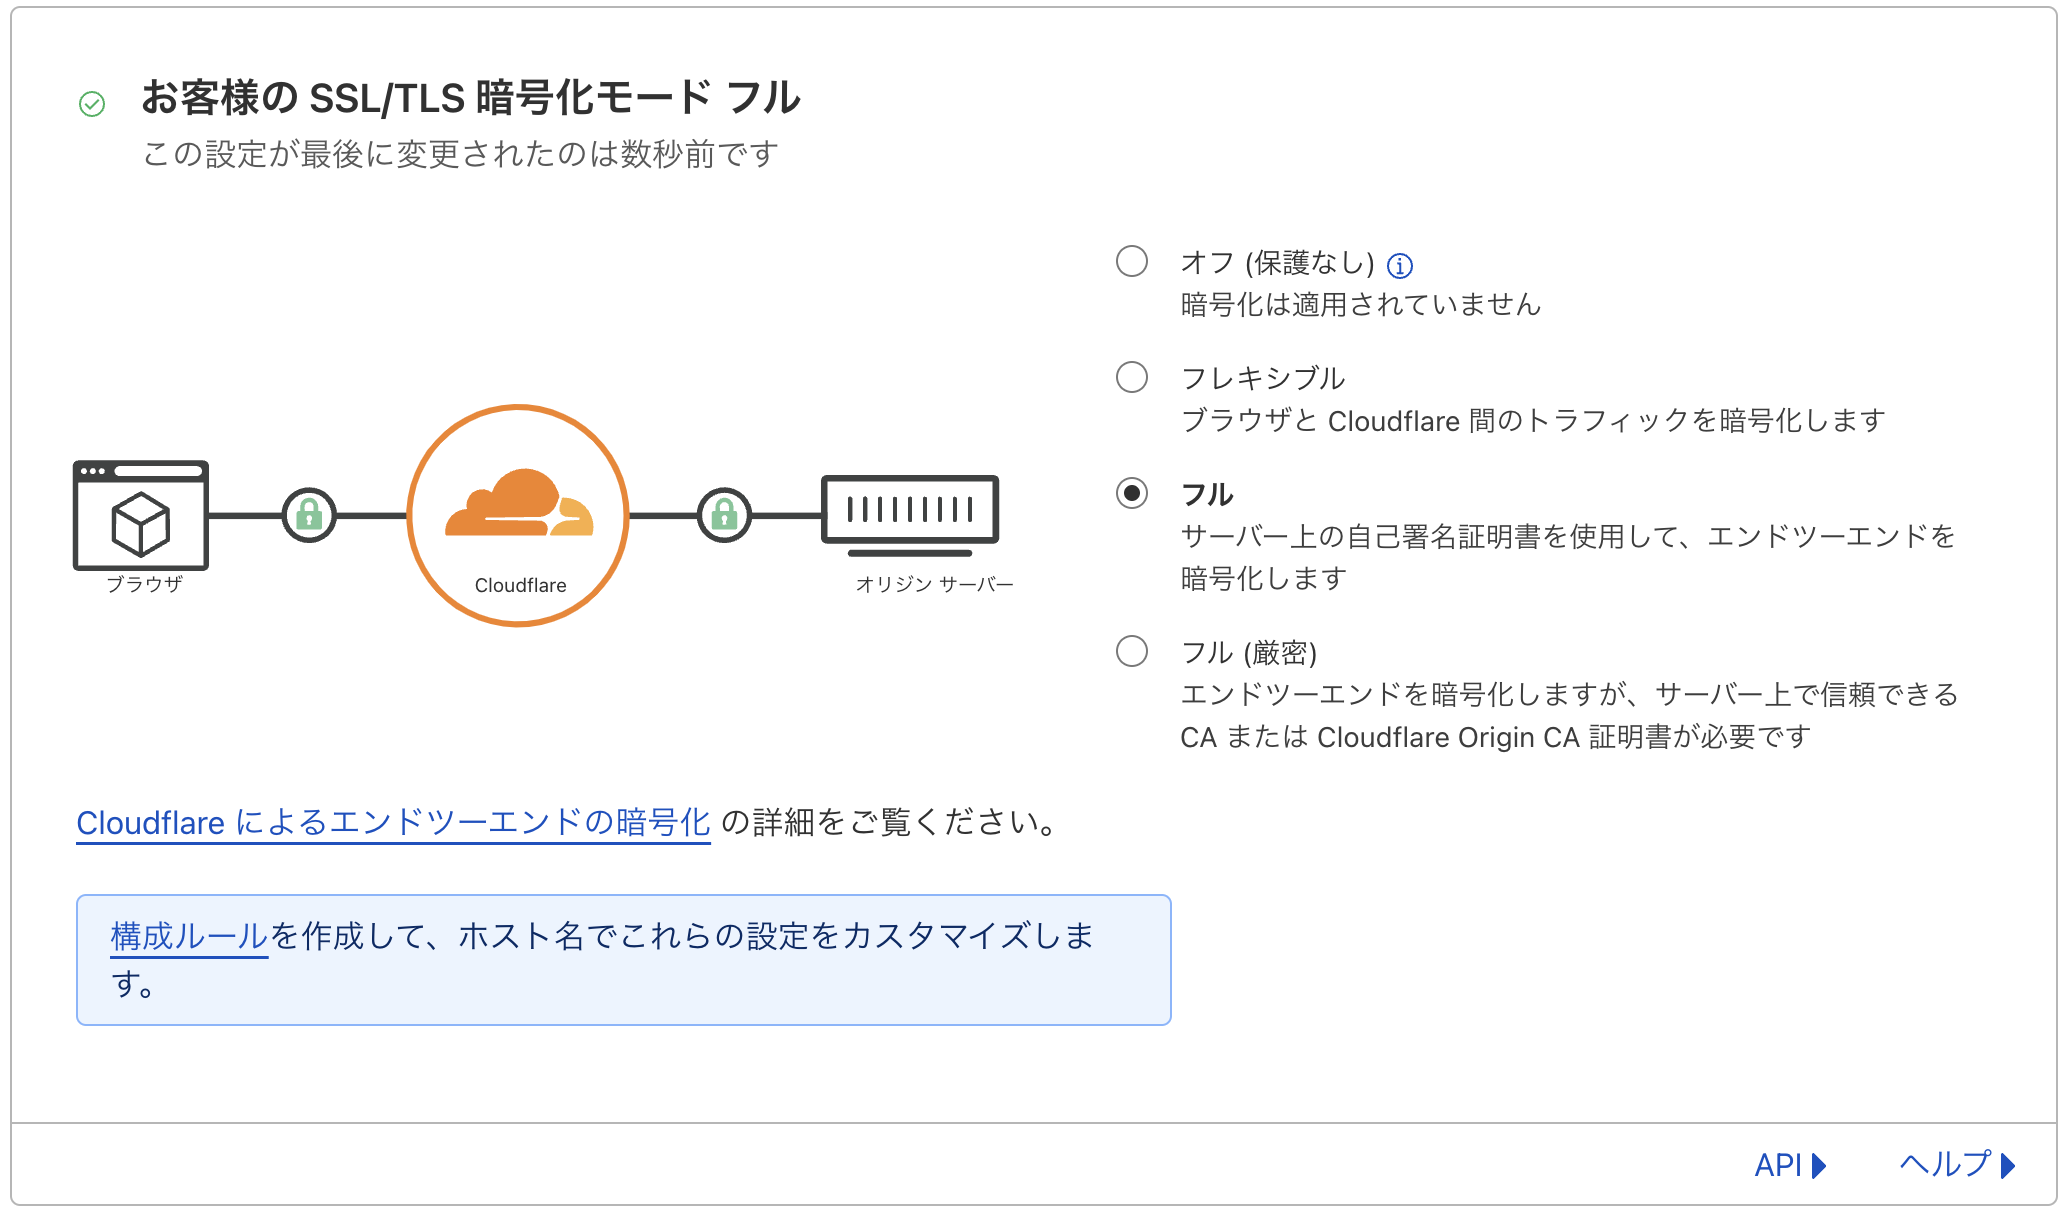 お客様の SSL/TLS 暗号化モード フル
この設定が最後に変更されたのは数秒前です
ブラウザ
Cloudflare
オリジン サーバー
オフ (保護なし)
暗号化は適用されていません
フレキシブル
ブラウザと Cloudflare 間のトラフィックを暗号化します
フル
サーバー上の自己署名証明書を使用して、エンドツーエンドを
暗号化します
フル (厳密)
エンドツーエンドを暗号化しますが、サーバー上で信頼できる
CA または Cloudflare Origin CA 証明書が必要です
Cloudflare によるエンドツーエンドの暗号化 の詳細をご覧ください。
構成ルールを作成して、ホスト名でこれらの設定をカスタマイズしま
す。
API
ヘルプ